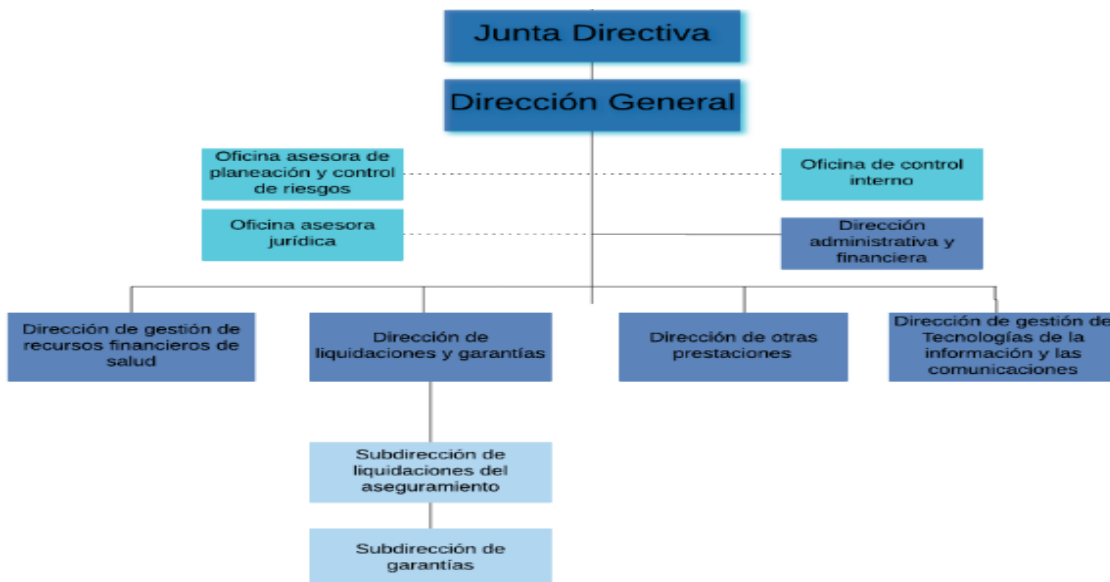 Junta Directiva
Dirección General
Oficina asesora de
planeación y control
de riesgos
Oficina de control
interno
Oficina asesora
jurídica
Dirección
administrativa y
financiera
Dirección de gestión de
recursos financieros de
salud
Dirección de
liquidaciones y garantías
Dirección de otras
prestaciones
Dirección de gestión de
Tecnologías de la
información y las
comunicaciones
Subdirección de
liquidaciones del
aseguramiento
Subdirección de
garantías